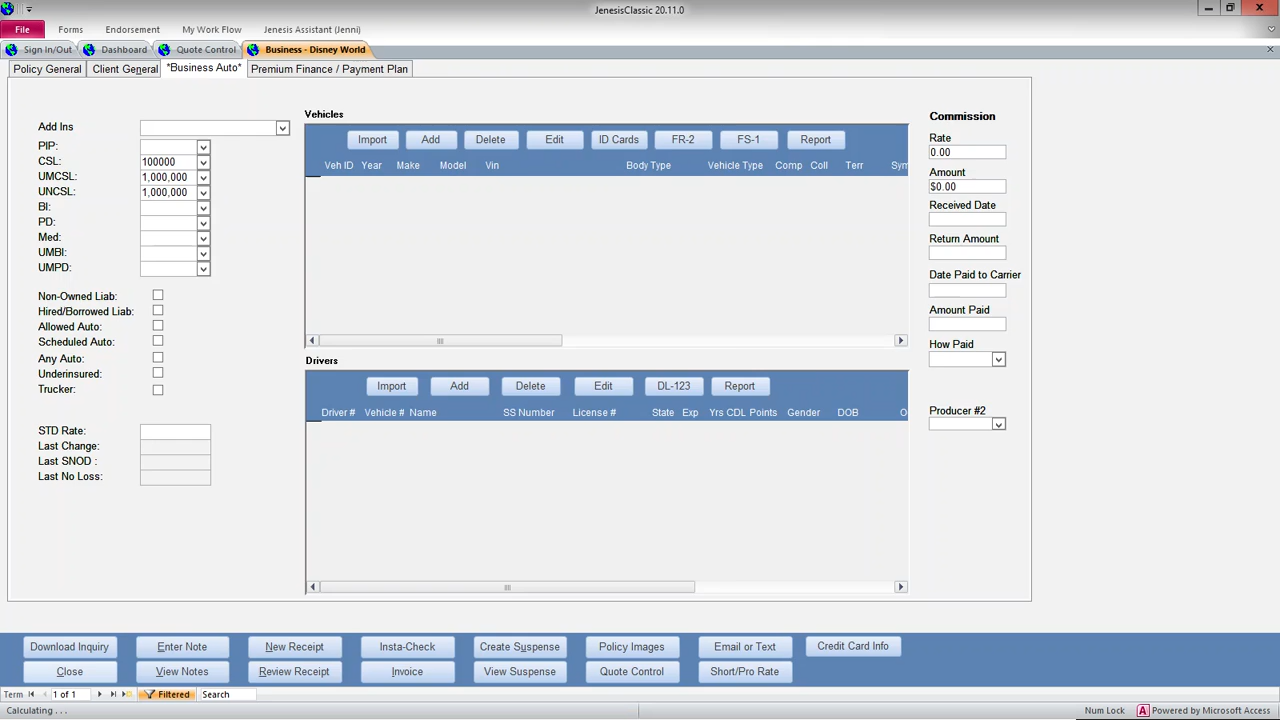 JenesisClassic 20.11.0
File Forms Endorsement My Work Flow Jenesis Assistant (Jenni)
Sign In/Out Dashboard Quote Control Business - Disney World
Policy General Client General *Business Auto* Premium Finance / Payment Plan
Add Ins
PIP:
CSL: 100000
UMCSL: 1,000,000
UNCSL: 1,000,000
BI:
PD:
Med:
UMBI:
UMPD:
Non-Owned Liab:
Hired/Borrowed Liab:
Allowed Auto:
Scheduled Auto:
Any Auto:
Underinsured:
Trucker:
STD Rate:
Last Change:
Last SNOD :
Last No Loss:
Vehicles
Import Add Delete Edit ID Cards FR-2 FS-1 Report
Veh ID Year Make Model Vin Body Type Vehicle Type Comp Coll Terr Sym
Drivers
Import Add Delete Edit DL-123 Report
Driver # Vehicle # Name SS Number License # State Exp Yrs CDL Points Gender DOB O
Commission
Rate
0.00
Amount
$0.00
Received Date
Return Amount
Date Paid to Carrier
Amount Paid
How Paid
Producer #2
Download Inquiry Enter Note New Receipt Insta-Check Create Suspense Policy Images Email or Text Credit Card Info
Close View Notes Review Receipt Invoice View Suspense Quote Control Short/Pro Rate
Term 1 of 1 Filtered Search
Calculating . . . Num Lock Powered by Microsoft Access